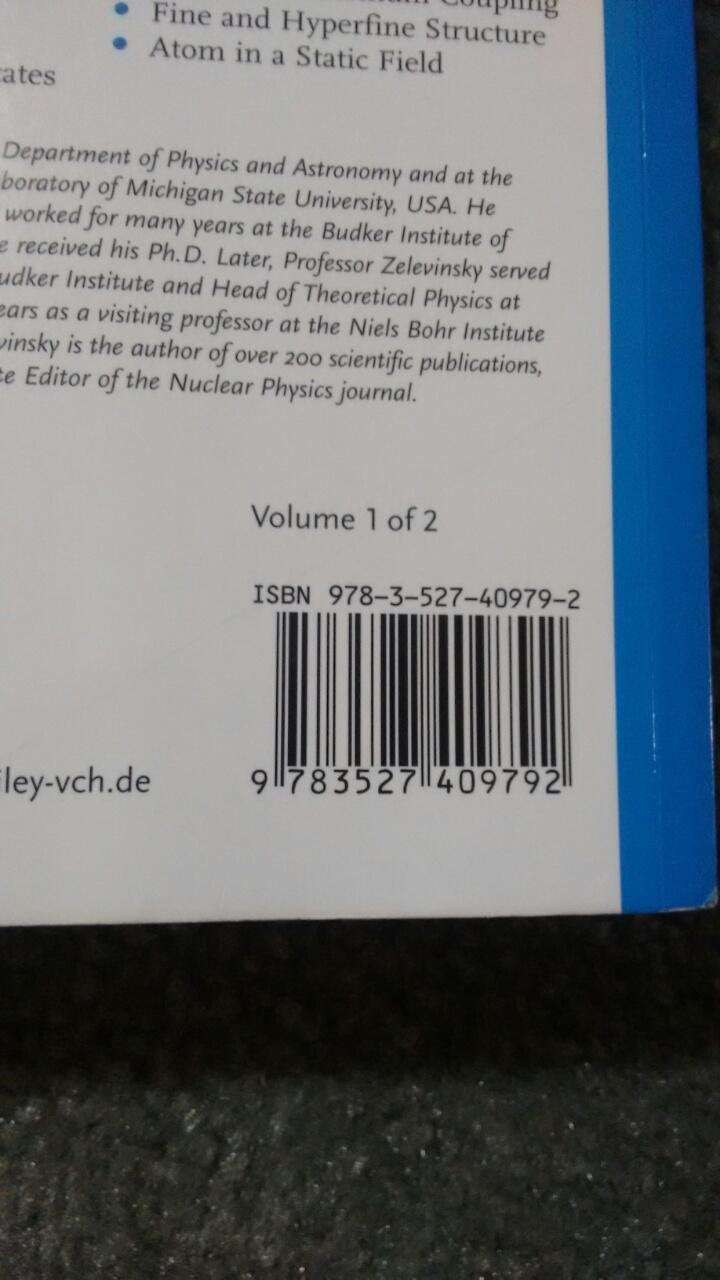 Coupling
• Fine and Hyperfine Structure
• Atom in a Static Field
ates
Department of Physics and Astronomy and at the
boratory of Michigan State University, USA. He
worked for many years at the Budker Institute of
e received his Ph.D. Later, Professor Zelevinsky served
udker Institute and Head of Theoretical Physics at
ears as a visiting professor at the Niels Bohr Institute
vinsky is the author of over 200 scientific publications,
te Editor of the Nuclear Physics journal.
Volume 1 of 2
ISBN 978-3-527-40979-2
iley-vch.de
9 783527 409792